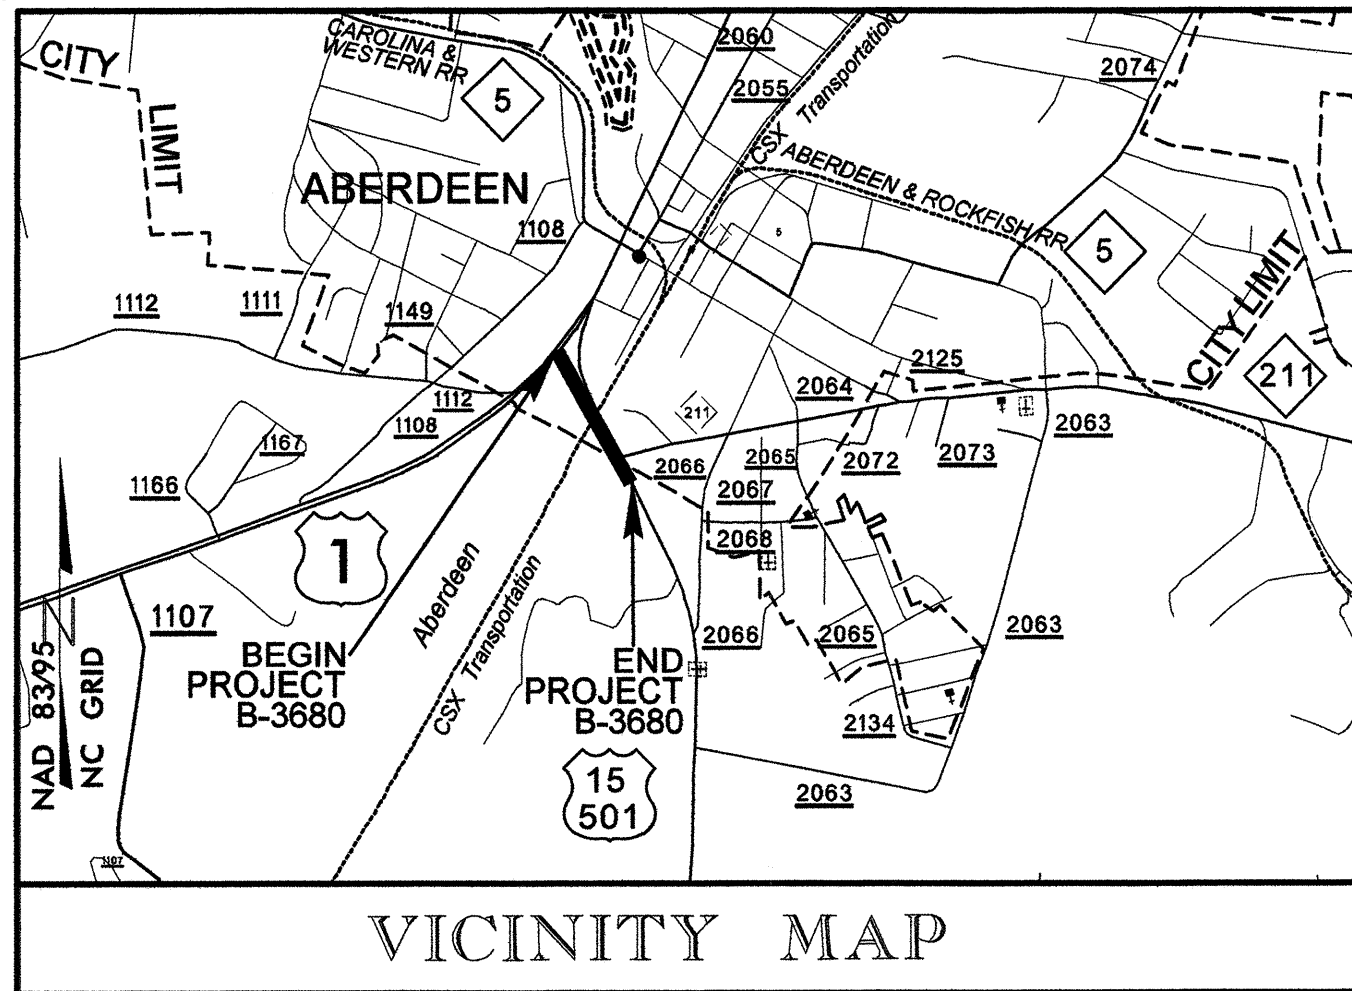 CAROLINA &
WESTERN RR
CITY
LIMIT
5
2060
2055
CSX Transportation
2074
ABERDEEN & ROCKFISH RR
ABERDEEN
1108
5
5
CITY LIMIT
1112
1111
1149
211
2125
2064
1112
1108
211
2063
1167
2066
2065
2072
2073
1166
2067
1
2068
1107
Aberdeen
CSX Transportation
2066
2065
2063
BEGIN
PROJECT
B-3680
END
PROJECT
B-3680
2134
NAD 83/95
NC GRID
15
501
2063
1107
VICINITY MAP